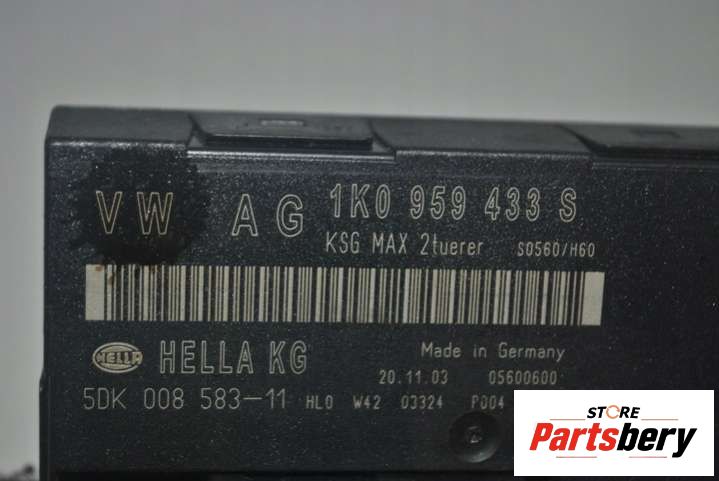 VW AG 1K0 959 433 S
KSG MAX 2tuerer S0560/H60
HELLA HELLA KG Made in Germany
20.11.03 05600600
5DK 008 583-11 HL0 W42 03324 P004
STORE
Partsbery